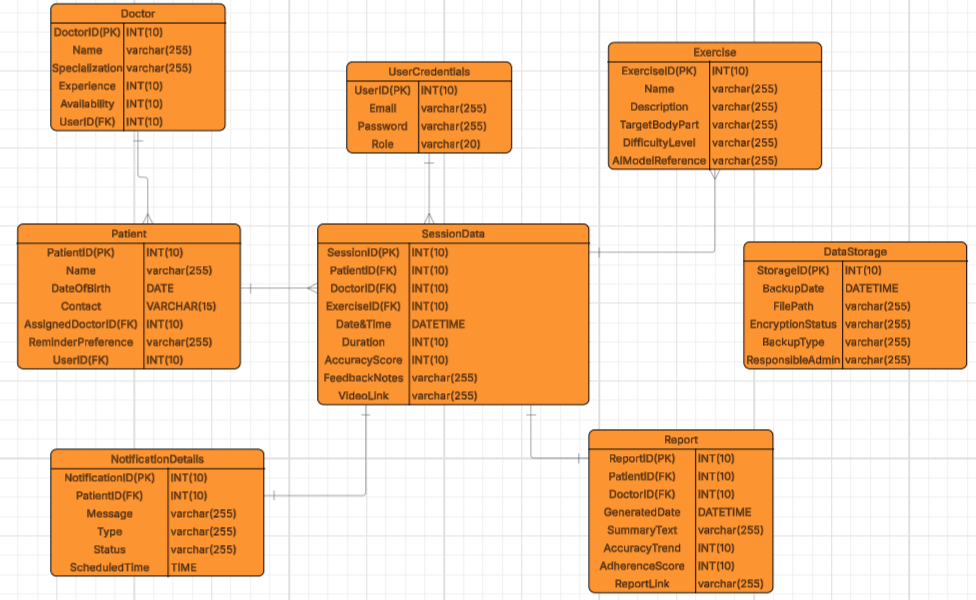 Doctor
DoctorID(PK) INT(10)
Name varchar(255)
Specialization varchar(255)
Experience INT(10)
Availability INT(10)
UserID(FK) INT(10)
UserCredentials
UserID(PK) INT(10)
Email varchar(255)
Password varchar(255)
Role varchar(20)
Exercise
ExerciseID(PK) INT(10)
Name varchar(255)
Description varchar(255)
TargetBodyPart varchar(255)
DifficultyLevel varchar(255)
AIModelReference varchar(255)
Patient
PatientID(PK) INT(10)
Name varchar(255)
DateOfBirth DATE
Contact VARCHAR(15)
AssignedDoctorID(FK) INT(10)
ReminderPreference varchar(255)
UserID(FK) INT(10)
SessionData
SessionID(PK) INT(10)
PatientID(FK) INT(10)
DoctorID(FK) INT(10)
ExerciseID(FK) INT(10)
Date&Time DATETIME
Duration INT(10)
AccuracyScore INT(10)
FeedbackNotes varchar(255)
VideoLink varchar(255)
DataStorage
StorageID(PK) INT(10)
BackupDate DATETIME
FilePath varchar(255)
EncryptionStatus varchar(255)
BackupType varchar(255)
ResponsibleAdmin varchar(255)
NotificationDetails
NotificationID(PK) INT(10)
PatientID(FK) INT(10)
Message varchar(255)
Type varchar(255)
Status varchar(255)
ScheduledTime TIME
Report
ReportID(PK) INT(10)
PatientID(FK) INT(10)
DoctorID(FK) INT(10)
GeneratedDate DATETIME
SummaryText varchar(255)
AccuracyTrend INT(10)
AdherenceScore INT(10)
ReportLink varchar(255)